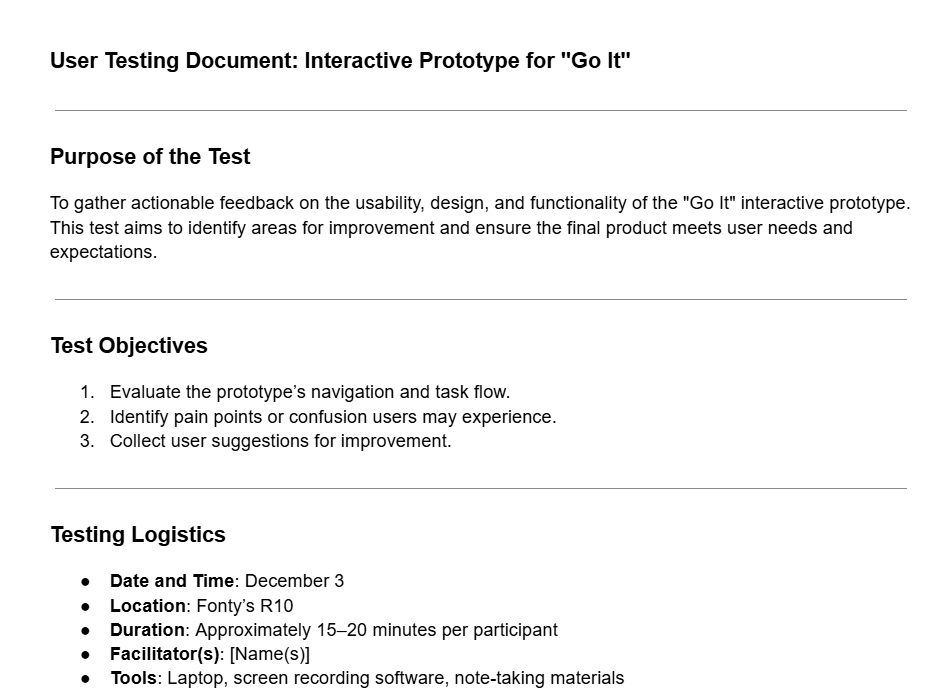 User Testing Document: Interactive Prototype for "Go It"
Purpose of the Test
To gather actionable feedback on the usability, design, and functionality of the "Go It" interactive prototype.
This test aims to identify areas for improvement and ensure the final product meets user needs and
expectations.
Test Objectives
1. Evaluate the prototype’s navigation and task flow.
2. Identify pain points or confusion users may experience.
3. Collect user suggestions for improvement.
Testing Logistics
● Date and Time: December 3
● Location: Fonty’s R10
● Duration: Approximately 15–20 minutes per participant
● Facilitator(s): [Name(s)]
● Tools: Laptop, screen recording software, note-taking materials